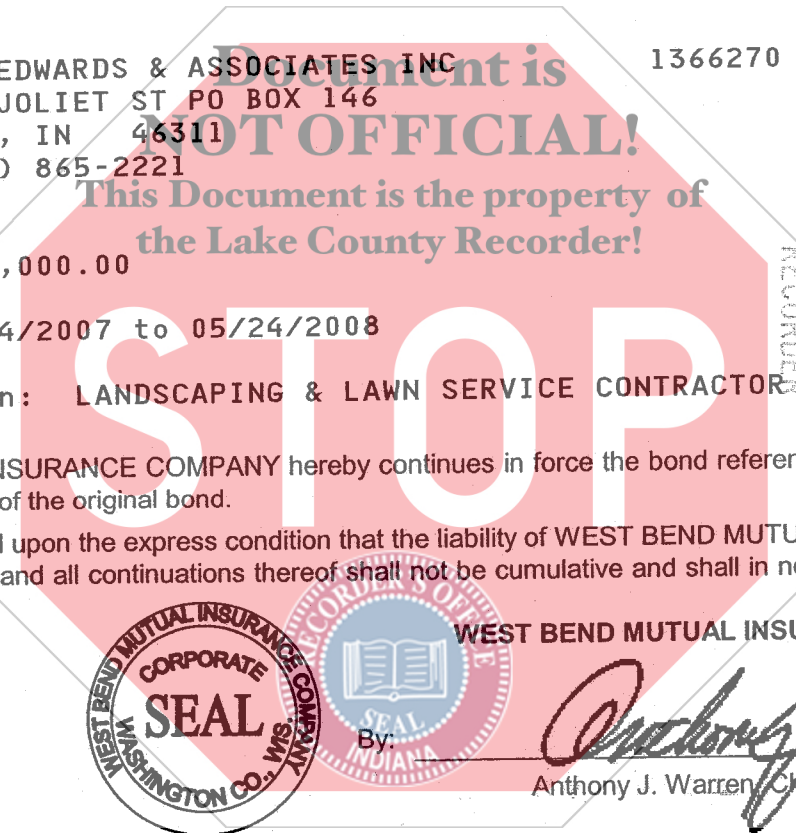 EDWARDS & ASSOCIATES INC 1366270
JOLIET ST PO BOX 146
, IN 46311
) 865-2221
Document is
NOT OFFICIAL!
This Document is the property of
the Lake County Recorder!
,000.00
4/2007 to 05/24/2008
RECORDER
STOP
n: LANDSCAPING & LAWN SERVICE CONTRACTOR
NSURANCE COMPANY hereby continues in force the bond referen
of the original bond.
upon the express condition that the liability of WEST BEND MUTU
and all continuations thereof shall not be cumulative and shall in n
WEST BEND MUTUAL INSU
WEST BEND MUTUAL INSURANCE COMPANY
CORPORATE
SEAL
WASHINGTON CO., WIS.
RECORDER'S OFFICE
SEAL
INDIANA
By:
Anthony J. Warren